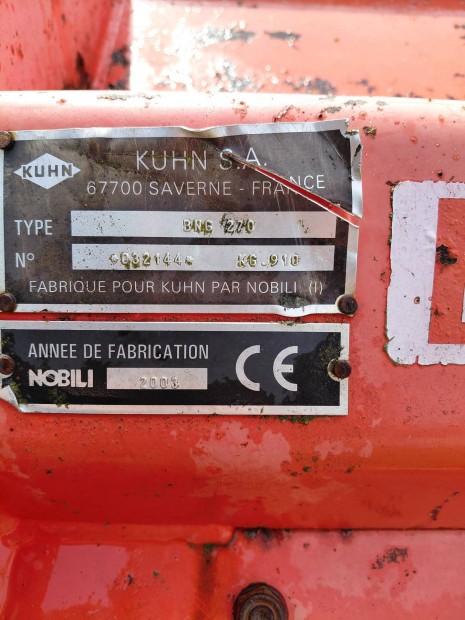 KUHN
KUHN S.A.
67700 SAVERNE - FRANCE
TYPE BNG 270
N° *C032144* KG.910
FABRIQUE POUR KUHN PAR NOBILI (I)
ANNEE DE FABRICATION
NOBILI 2003
CE